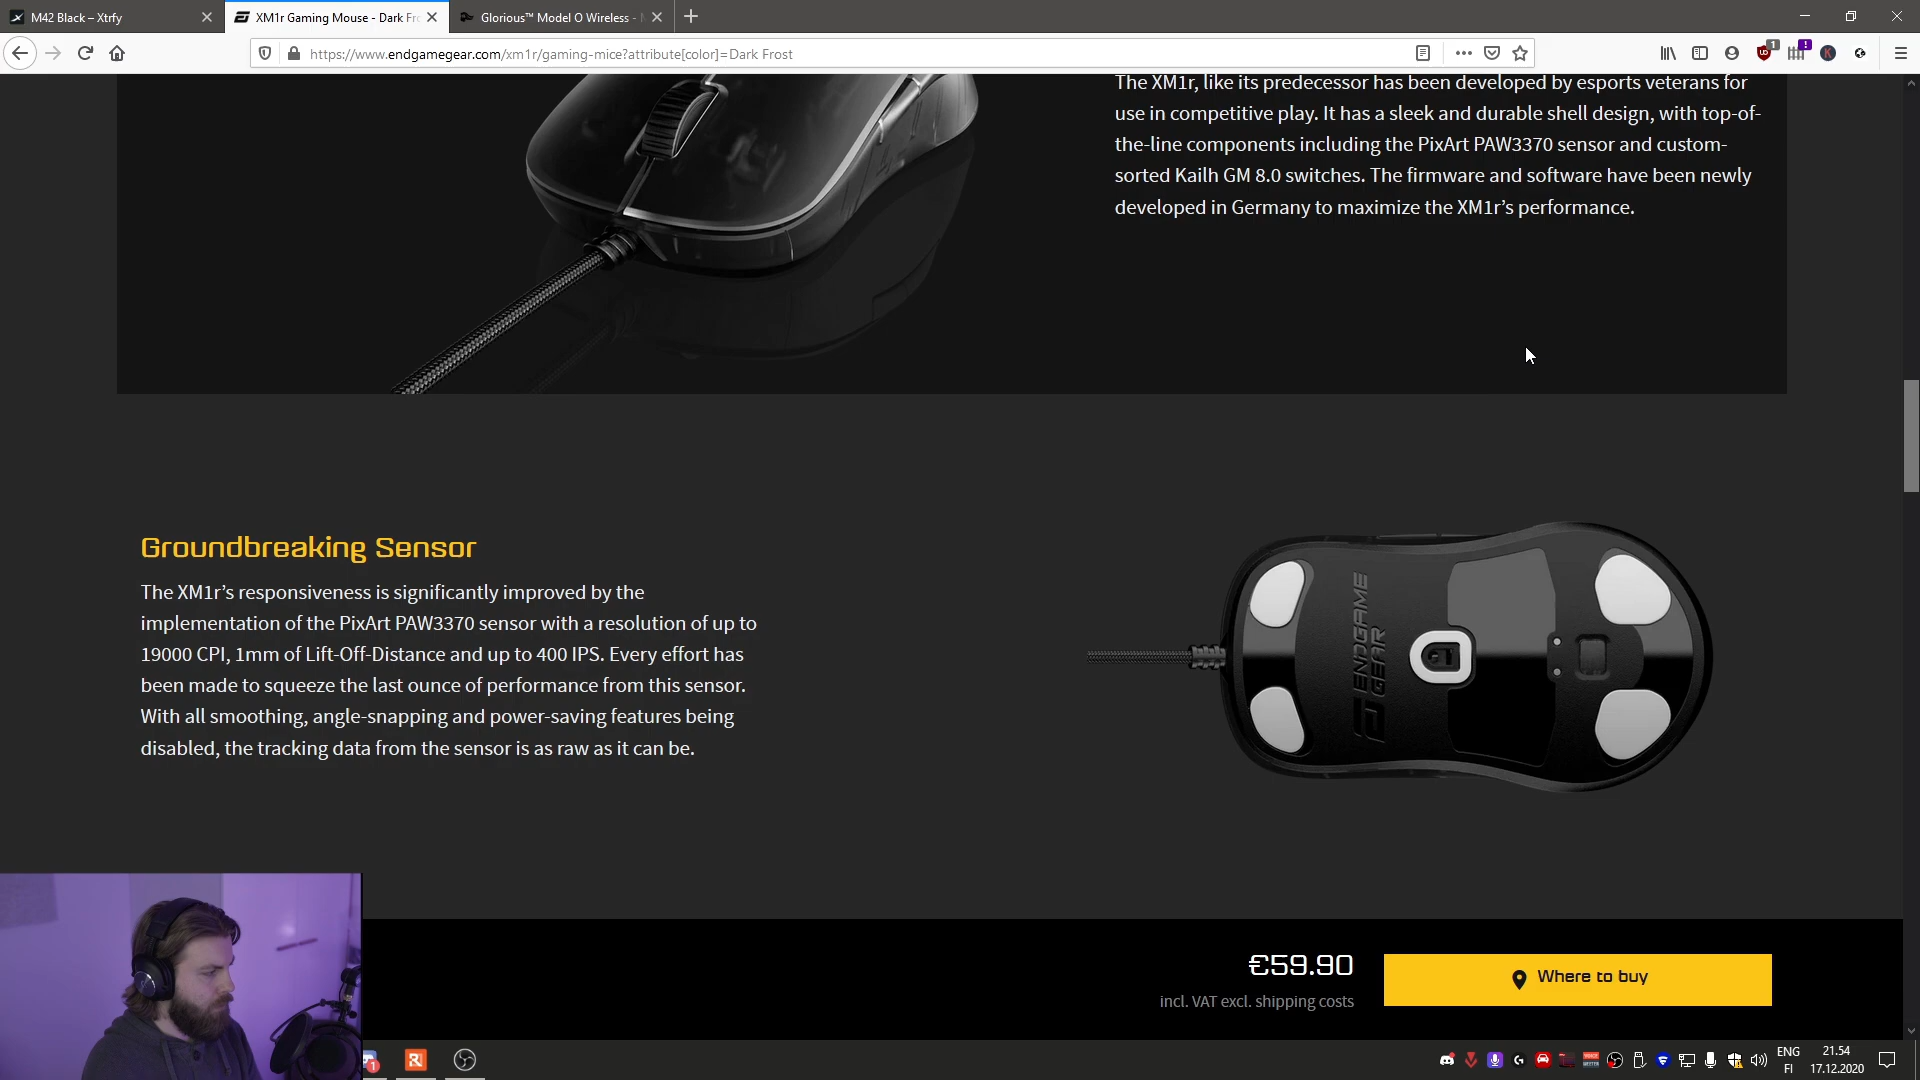 M42 Black – Xtrfy
XM1r Gaming Mouse - Dark Fr
Glorious™ Model O Wireless -
https://www.endgamegear.com/xm1r/gaming-mice?attribute[color]=Dark Frost
1
!
K
The XM1r, like its predecessor has been developed by esports veterans for
use in competitive play. It has a sleek and durable shell design, with top-of-
the-line components including the PixArt PAW3370 sensor and custom-
sorted Kailh GM 8.0 switches. The firmware and software have been newly
developed in Germany to maximize the XM1r’s performance.
Groundbreaking Sensor
The XM1r’s responsiveness is significantly improved by the
implementation of the PixArt PAW3370 sensor with a resolution of up to
19000 CPI, 1mm of Lift-Off-Distance and up to 400 IPS. Every effort has
been made to squeeze the last ounce of performance from this sensor.
With all smoothing, angle-snapping and power-saving features being
disabled, the tracking data from the sensor is as raw as it can be.
ENDGAME
GEAR
€59.90
incl. VAT excl. shipping costs
Where to buy
1
ENG
FI
21.54
17.12.2020